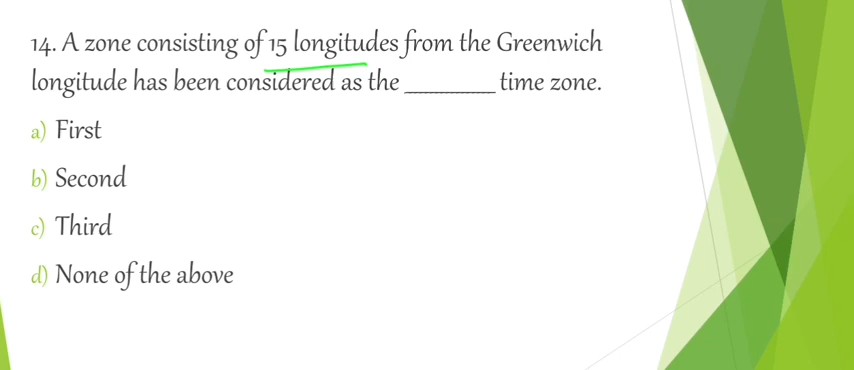 14. A zone consisting of 15 longitudes from the Greenwich
longitude has been considered as the __________ time zone.
a) First
b) Second
c) Third
d) None of the above